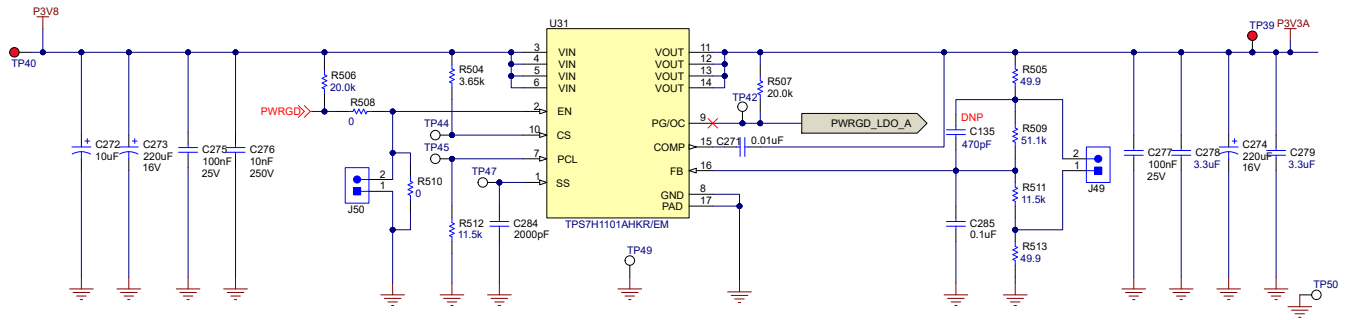 P3V8
TP40
C272
10uF
C273
220uF
16V
C275
100nF
25V
C276
10nF
250V
R506
20.0k
PWRGD
R508
0
J50
2
1
R510
0
R504
3.65k
TP44
TP45
TP47
R512
11.5k
C284
2000pF
U31
3 VIN
4 VIN
5 VIN
6 VIN
2 EN
10 CS
7 PCL
1 SS
VOUT 11
VOUT 12
VOUT 13
VOUT 14
PG/OC 9
COMP 15
FB 16
GND 8
PAD 17
TPS7H1101AHKR/EM
TP49
TP42
R507
20.0k
PWRGD_LDO_A
C271
0.01uF
DNP
C135
470pF
C285
0.1uF
R505
49.9
R509
51.1k
R511
11.5k
R513
49.9
2
1
J49
C277
100nF
25V
C278
3.3uF
C274
220uF
16V
C279
3.3uF
TP39
P3V3A
TP50